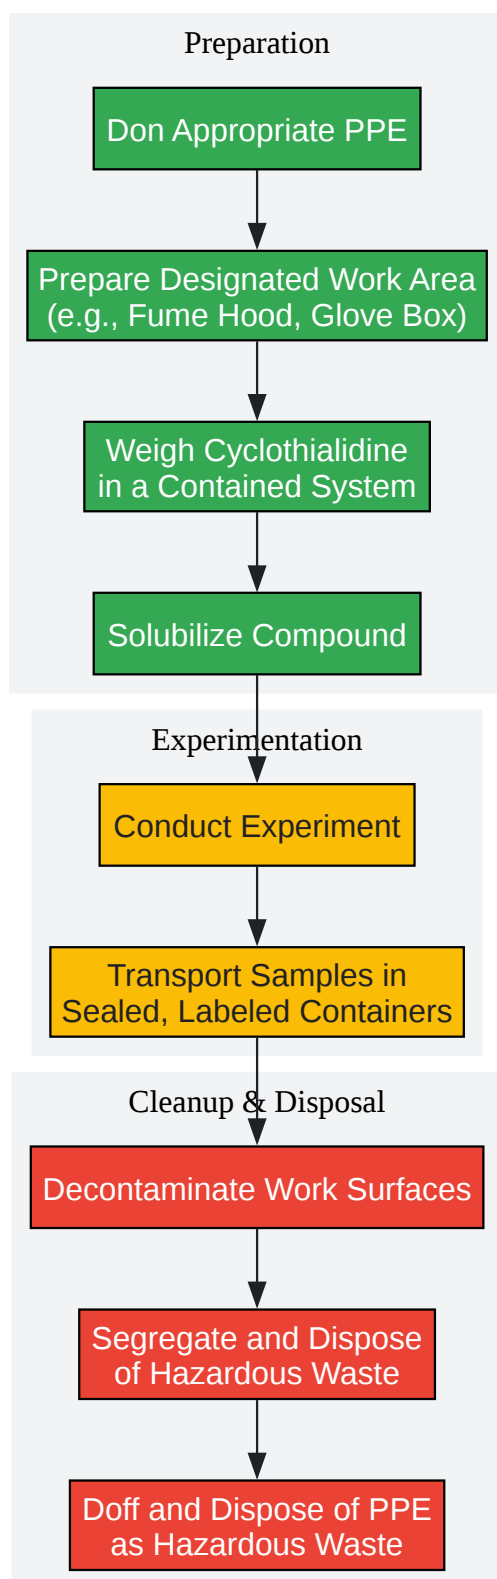 Preparation
Don Appropriate PPE
Prepare Designated Work Area
(e.g., Fume Hood, Glove Box)
Weigh Cyclothialidine
in a Contained System
Solubilize Compound
Experimentation
Conduct Experiment
Transport Samples in
Sealed, Labeled Containers
Cleanup & Disposal
Decontaminate Work Surfaces
Segregate and Dispose
of Hazardous Waste
Doff and Dispose of PPE
as Hazardous Waste